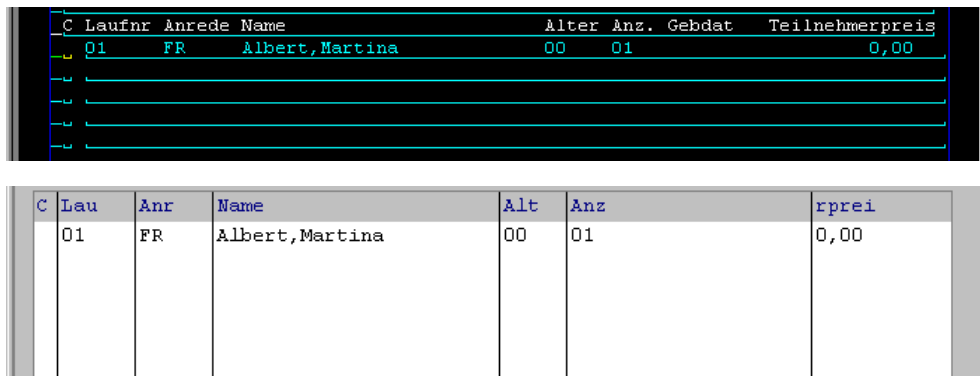 C Laufnr Anrede Name Alter Anz. Gebdat Teilnehmerpreis
01 FR Albert,Martina 00 01 0,00
C Lau Anr Name Alt Anz rprei
01 FR Albert,Martina 00 01 0,00